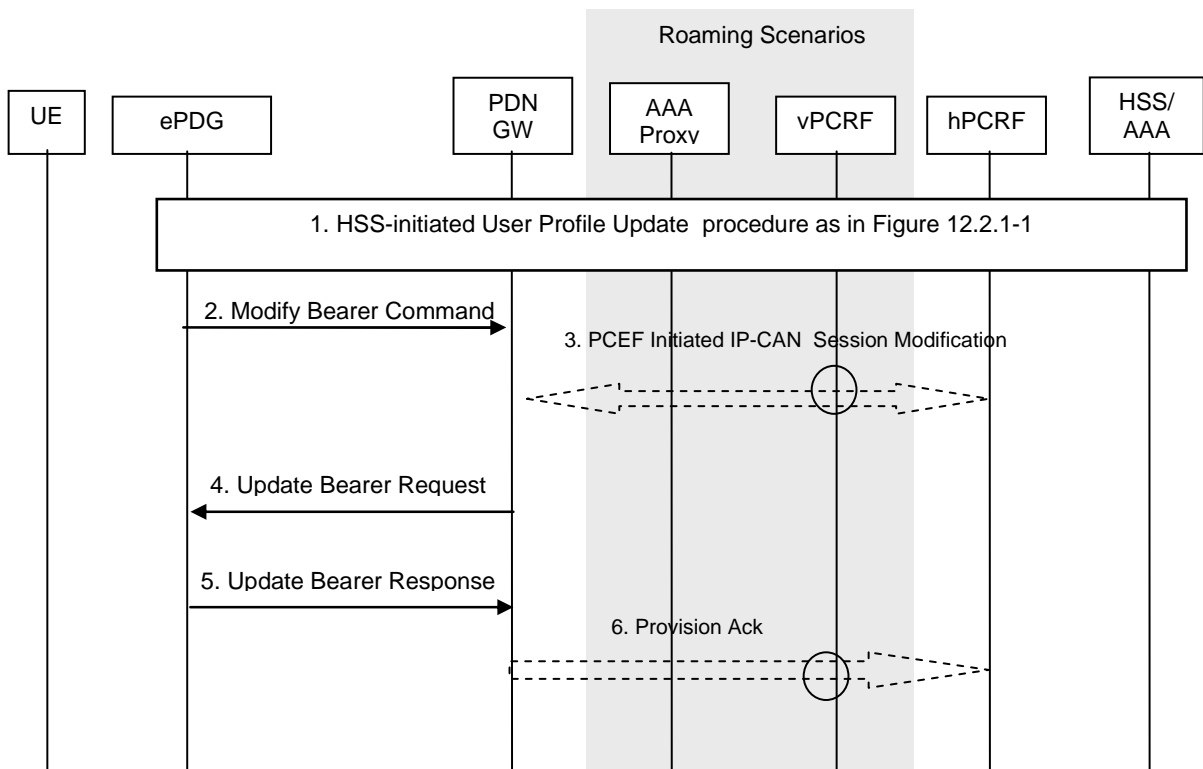 Roaming Scenarios
UE
ePDG
PDN
GW
AAA
Proxy
vPCRF
hPCRF
HSS/
AAA
1. HSS-initiated User Profile Update procedure as in Figure 12.2.1-1
2. Modify Bearer Command
3. PCEF Initiated IP-CAN Session Modification
4. Update Bearer Request
5. Update Bearer Response
6. Provision Ack